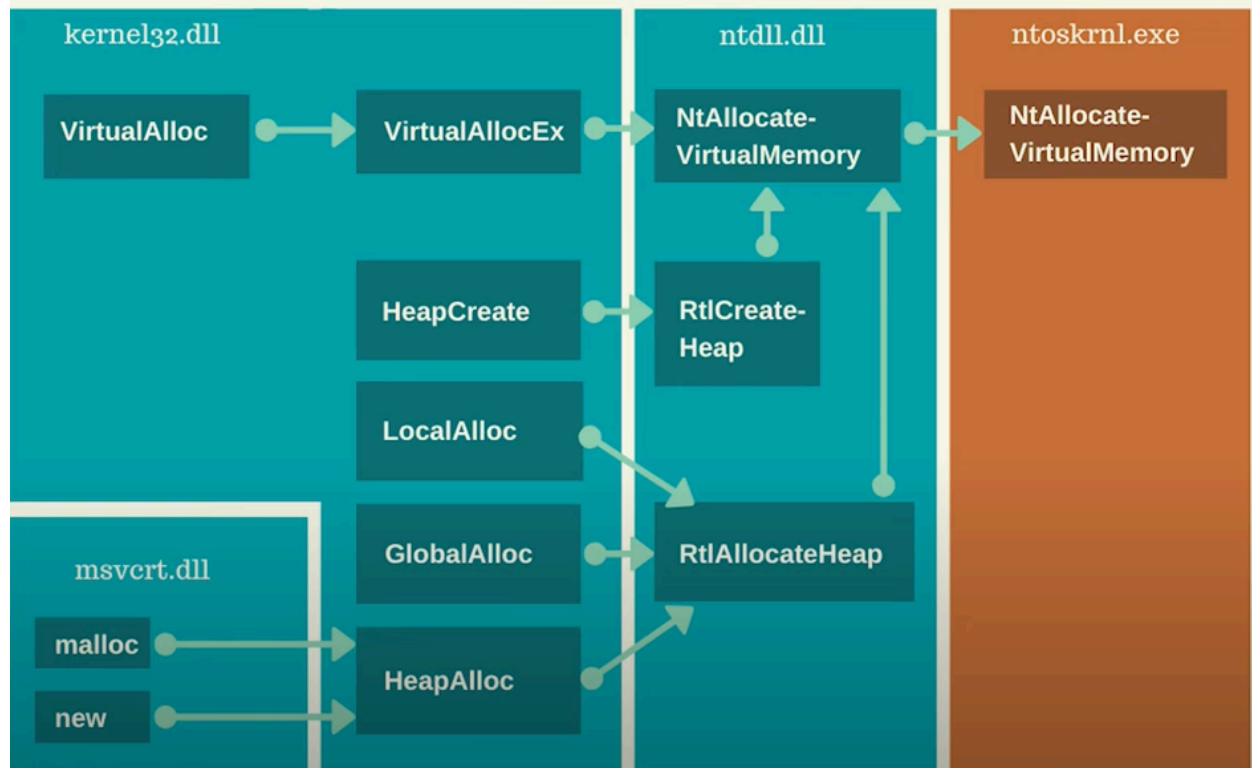 kernel32.dll
ntdll.dll
ntoskrnl.exe
VirtualAlloc
VirtualAllocEx
NtAllocate-
VirtualMemory
NtAllocate-
VirtualMemory
HeapCreate
RtlCreate-
Heap
LocalAlloc
GlobalAlloc
RtlAllocateHeap
msvcrt.dll
malloc
HeapAlloc
new